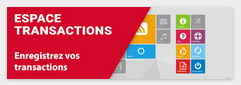 ESPACE
TRANSACTIONS
Enregistrez vos
transactions